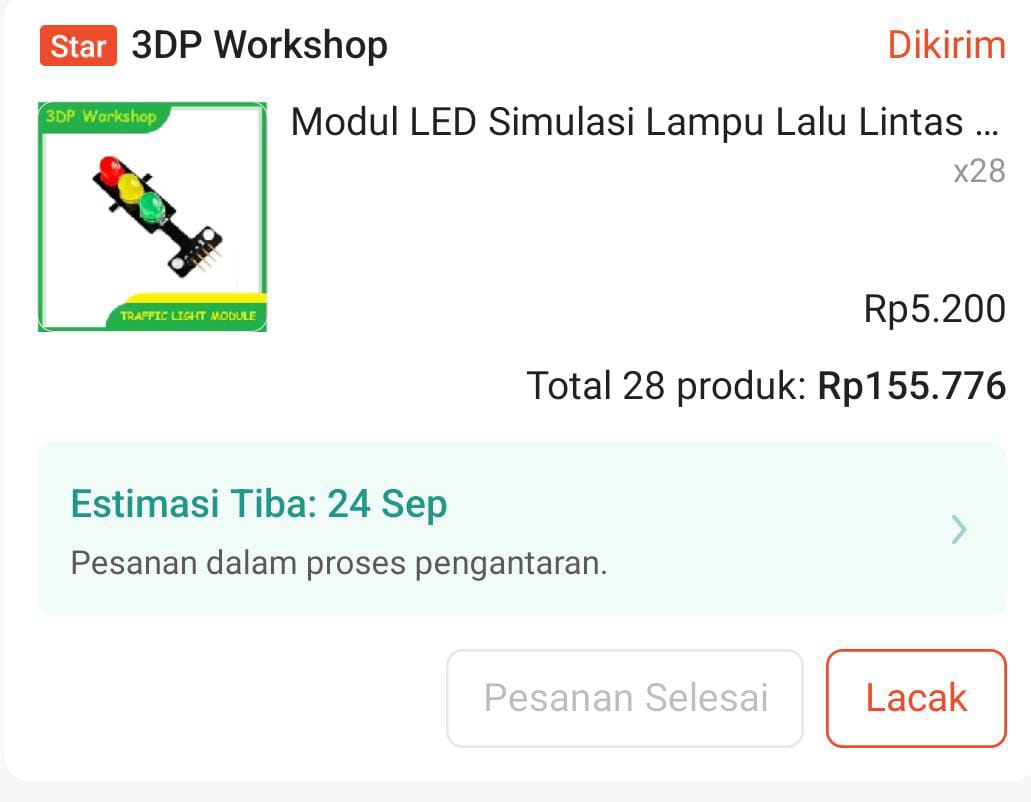 Star 3DP Workshop Dikirim
3DP Workshop
Modul LED Simulasi Lampu Lalu Lintas ...
x28
TRAFFIC LIGHT MODULE
Rp5.200
Total 28 produk: Rp155.776
Estimasi Tiba: 24 Sep
Pesanan dalam proses pengantaran.
Pesanan Selesai
Lacak